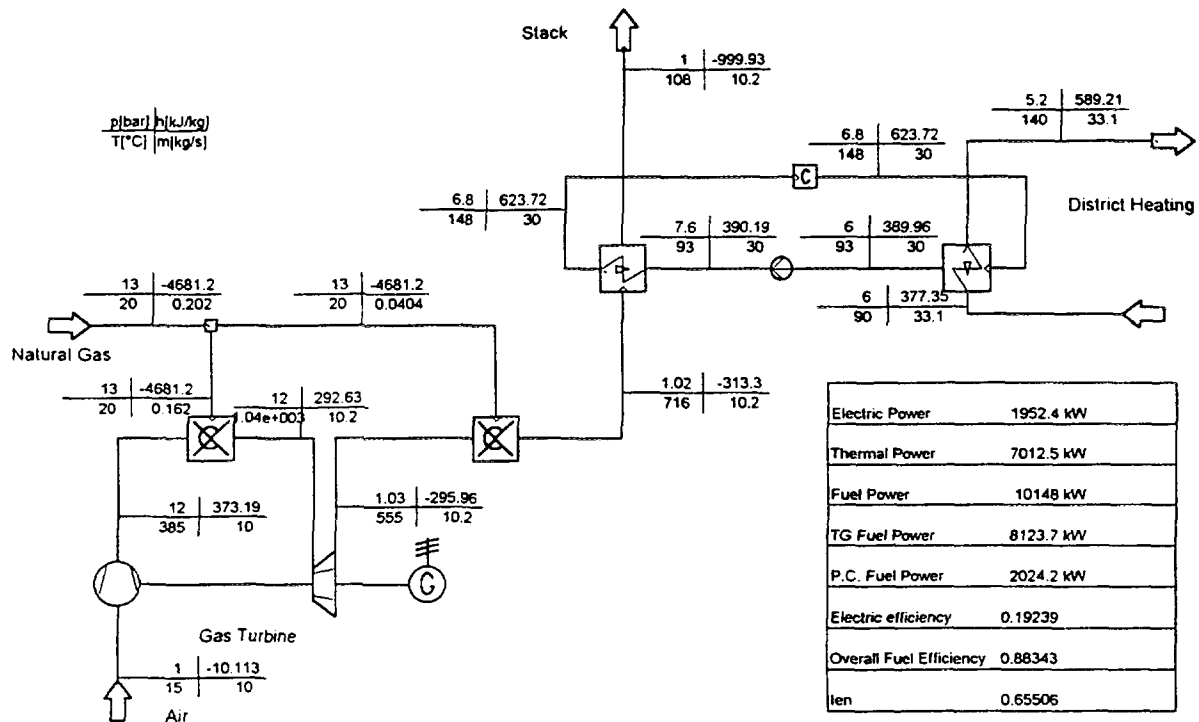 Stack
1 -999.93
108 10.2
p[bar] h[kJ/kg]
T[°C] m[kg/s]
5.2 589.21
140 33.1
6.8 623.72
148 30
C
District Heating
6.8 623.72
148 30
7.6 390.19
93 30
6 389.96
93 30
6 377.35
90 33.1
13 -4681.2
20 0.202
13 -4681.2
20 0.0404
Natural Gas
13 -4681.2
20 0.162
12 292.63
1.04e+003 10.2
1.02 -313.3
716 10.2
C
C
12 373.19
385 10
1.03 -295.96
555 10.2
G
Gas Turbine
1 -10.113
15 10
Air
Electric Power 1952.4 kW
Thermal Power 7012.5 kW
Fuel Power 10148 kW
TG Fuel Power 8123.7 kW
P.C. Fuel Power 2024.2 kW
Electric efficiency 0.19239
Overall Fuel Efficiency 0.88343
Ien 0.65506